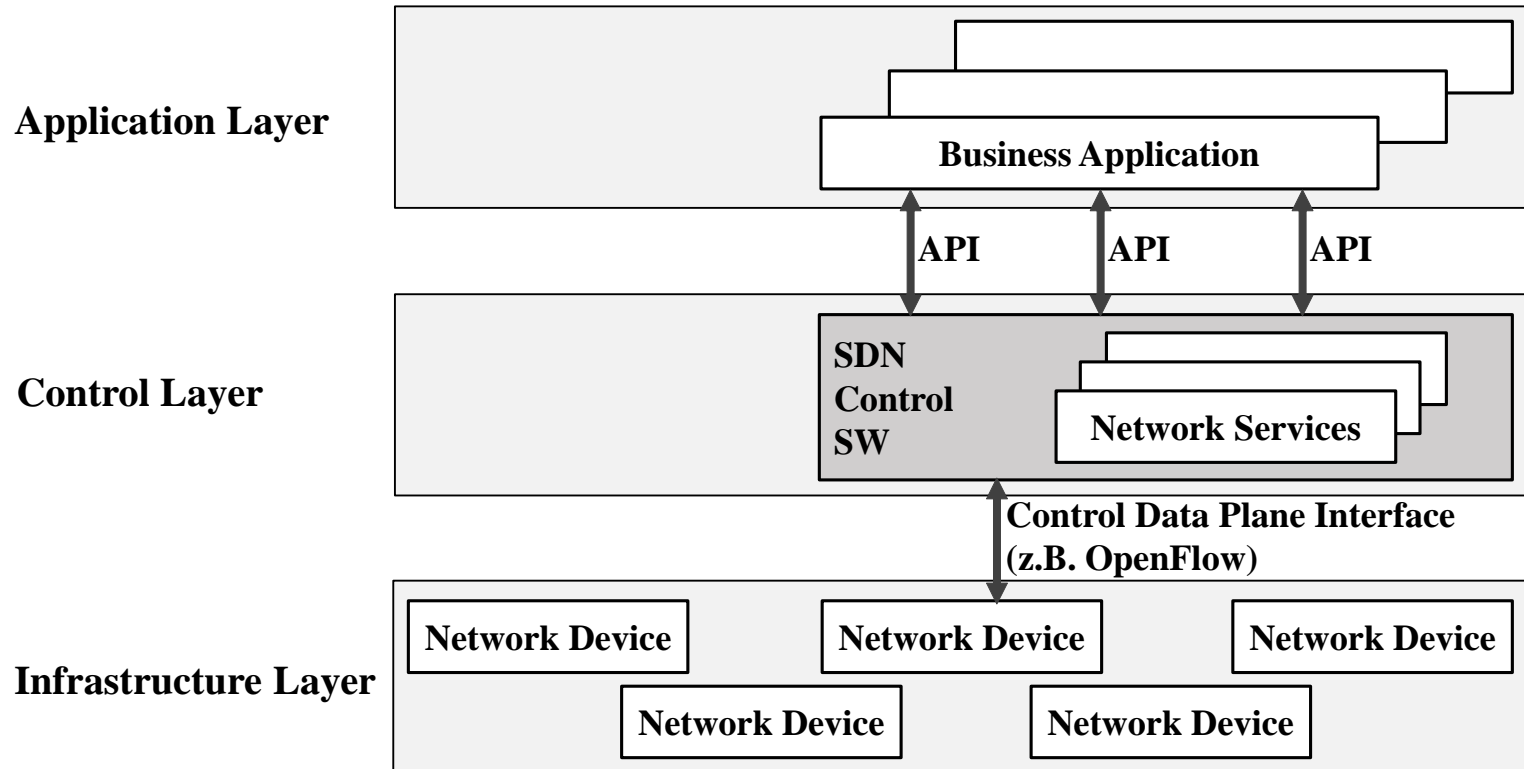 Application Layer
Business Application
API
API
API
Control Layer
SDN
Control
SW
Network Services
Control Data Plane Interface
(z.B. OpenFlow)
Infrastructure Layer
Network Device
Network Device
Network Device
Network Device
Network Device